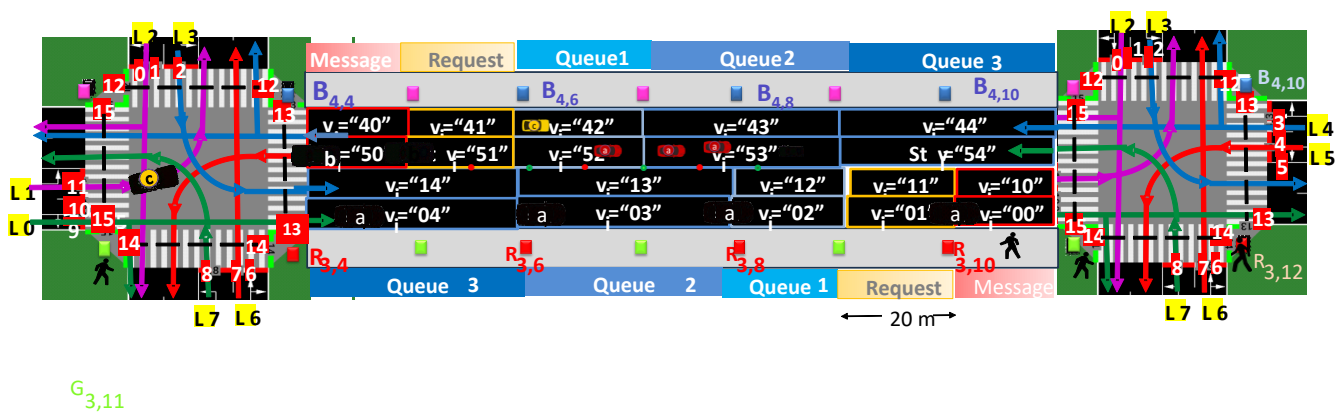 L 2 L 3 L 2 L 3
Message Request Queue1 Queue2 Queue 3
0 1 2 12 12 0 1 2 12 12
B4,4 B4,6 B4,8 B4,10 B4,10
15 13 15 13
v.="40" v.="41" c v.="42" v.="43" v.="44" 3 L 4
b ="50 v.="51" v.="52 a a a v.="53" St v.="54" 4 L 5
5
L 1 11 c v.="14" v.="13" v.="12" v.="11" v.="10"
10 15 13 a v.="04" a v.="03" a v.="02" v.="01' a v.="00" 13
L 0 9 15
14 14 14 14
R3,4 R3,6 R3,8 R3,10 R3,12
8 7 6 8 7 6
Queue 3 Queue 2 Queue 1 Request Message
L 7 L 6 20 m L 7 L 6
G3,11